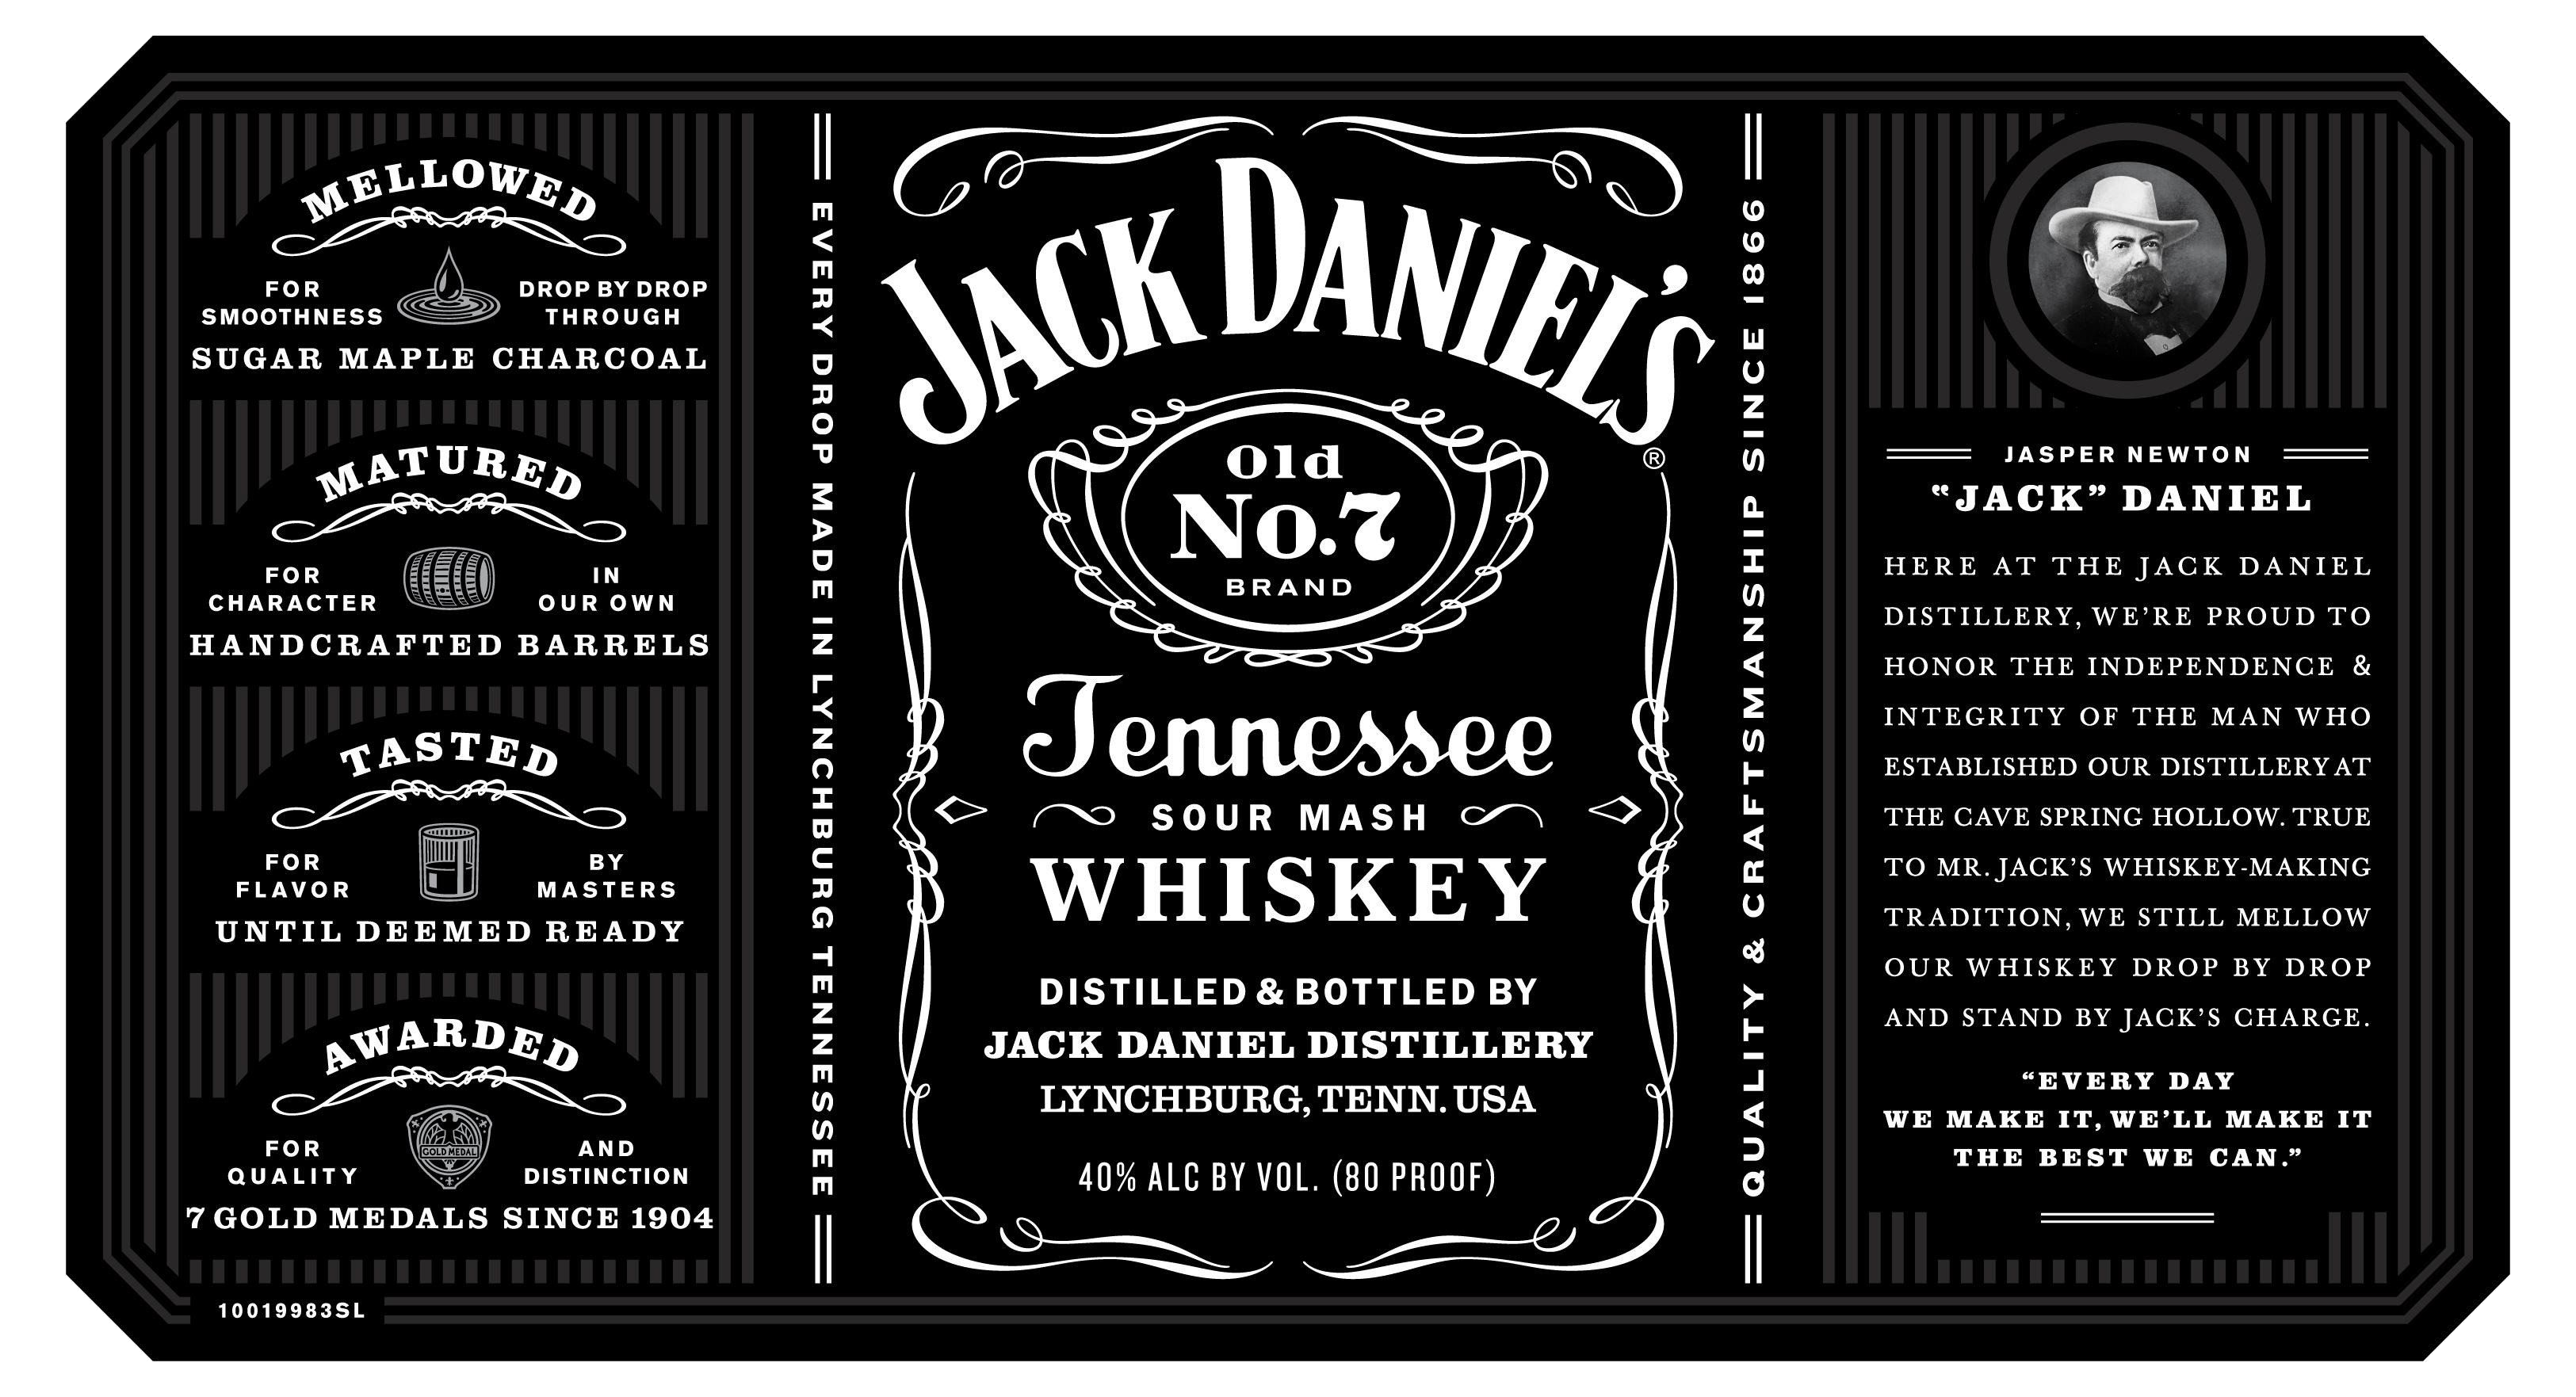 MELLOWED
FOR SMOOTHNESS
DROP BY DROP THROUGH
SUGAR MAPLE CHARCOAL
MATURED
FOR CHARACTER
IN OUR OWN
HANDCRAFTED BARRELS
TASTED
FOR FLAVOR
BY MASTERS
UNTIL DEEMED READY
AWARDED
FOR QUALITY
GOLD MEDAL
AND DISTINCTION
7 GOLD MEDALS SINCE 1904
10019983SL
EVERY DROP MADE IN LYNCHBURG TENNESSEE
JACK DANIEL'S®
Old
No.7
BRAND
Tennessee
SOUR MASH
WHISKEY
DISTILLED & BOTTLED BY
JACK DANIEL DISTILLERY
LYNCHBURG, TENN. USA
40% ALC BY VOL. (80 PROOF)
QUALITY & CRAFTSMANSHIP SINCE 1866
JASPER NEWTON
“JACK” DANIEL
HERE AT THE JACK DANIEL
DISTILLERY, WE’RE PROUD TO
HONOR THE INDEPENDENCE &
INTEGRITY OF THE MAN WHO
ESTABLISHED OUR DISTILLERY AT
THE CAVE SPRING HOLLOW. TRUE
TO MR. JACK’S WHISKEY-MAKING
TRADITION, WE STILL MELLOW
OUR WHISKEY DROP BY DROP
AND STAND BY JACK’S CHARGE.
“EVERY DAY
WE MAKE IT, WE’LL MAKE IT
THE BEST WE CAN.”